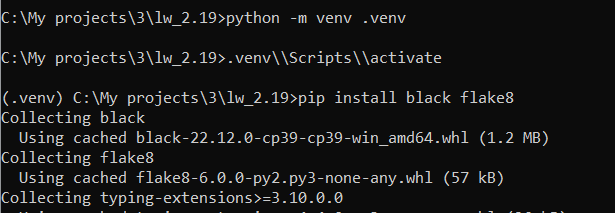 C:\My projects\3\lw_2.19>python -m venv .venv
C:\My projects\3\lw_2.19>.venv\\Scripts\\activate
(.venv) C:\My projects\3\lw_2.19>pip install black flake8
Collecting black
Using cached black-22.12.0-cp39-cp39-win_amd64.whl (1.2 MB)
Collecting flake8
Using cached flake8-6.0.0-py2.py3-none-any.whl (57 kB)
Collecting typing-extensions>=3.10.0.0